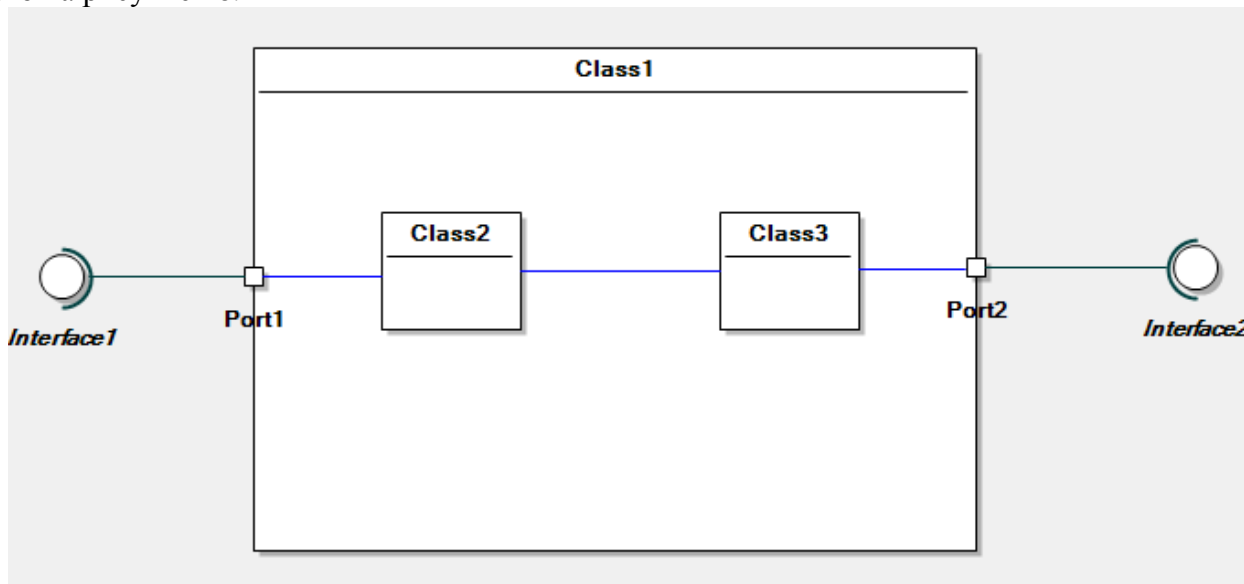 Class1
Class2
Class3
Port1
Port2
Interface1
Interface2